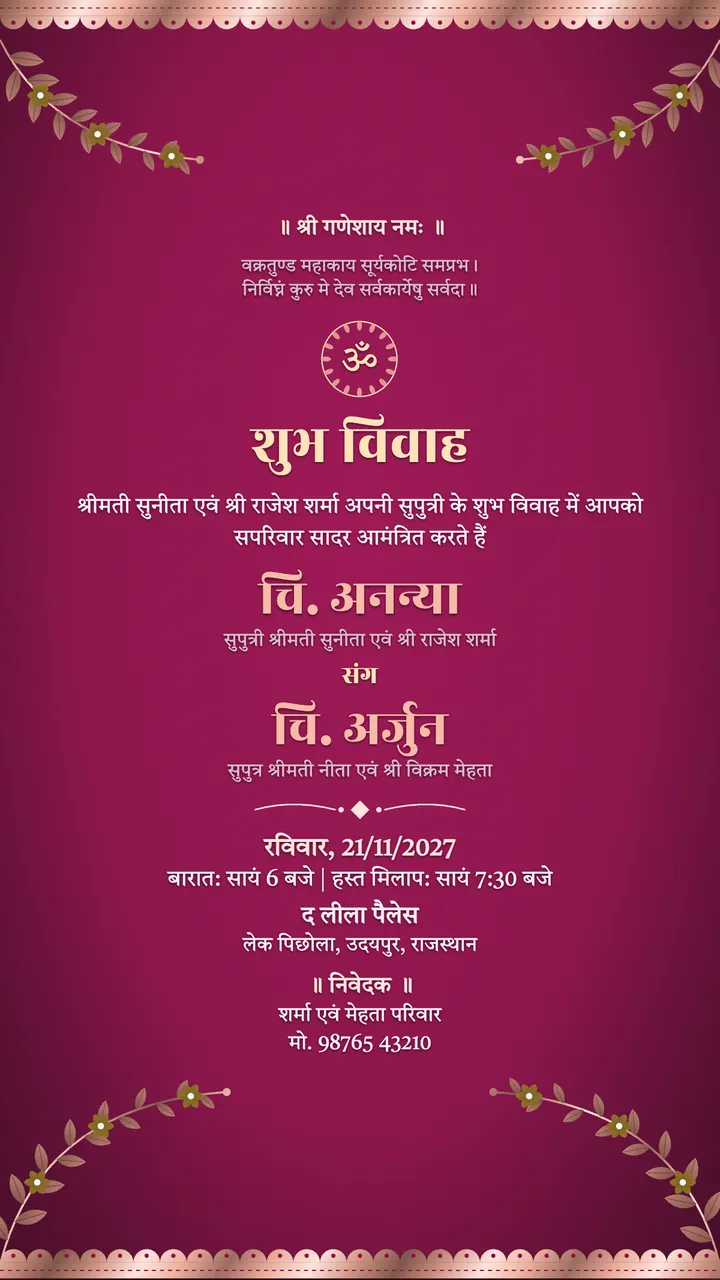 ॥ श्री गणेशाय नमः ॥
वक्रतुण्ड महाकाय सूर्यकोटि समप्रभ।
निर्विघ्नं कुरु मे देव सर्वकार्येषु सर्वदा॥
ॐ
शुभ विवाह
श्रीमती सुनीता एवं श्री राजेश शर्मा अपनी सुपुत्री के शुभ विवाह में आपको
सपरिवार सादर आमंत्रित करते हैं
चि. अनन्या
सुपुत्री श्रीमती सुनीता एवं श्री राजेश शर्मा
संग
चि. अर्जुन
सुपुत्र श्रीमती नीता एवं श्री विक्रम मेहता
रविवार, 21/11/2027
बारात: सायं 6 बजे | हस्त मिलाप: सायं 7:30 बजे
द लीला पैलेस
लेक पिछोला, उदयपुर, राजस्थान
॥ निवेदक ॥
शर्मा एवं मेहता परिवार
मो. 98765 43210